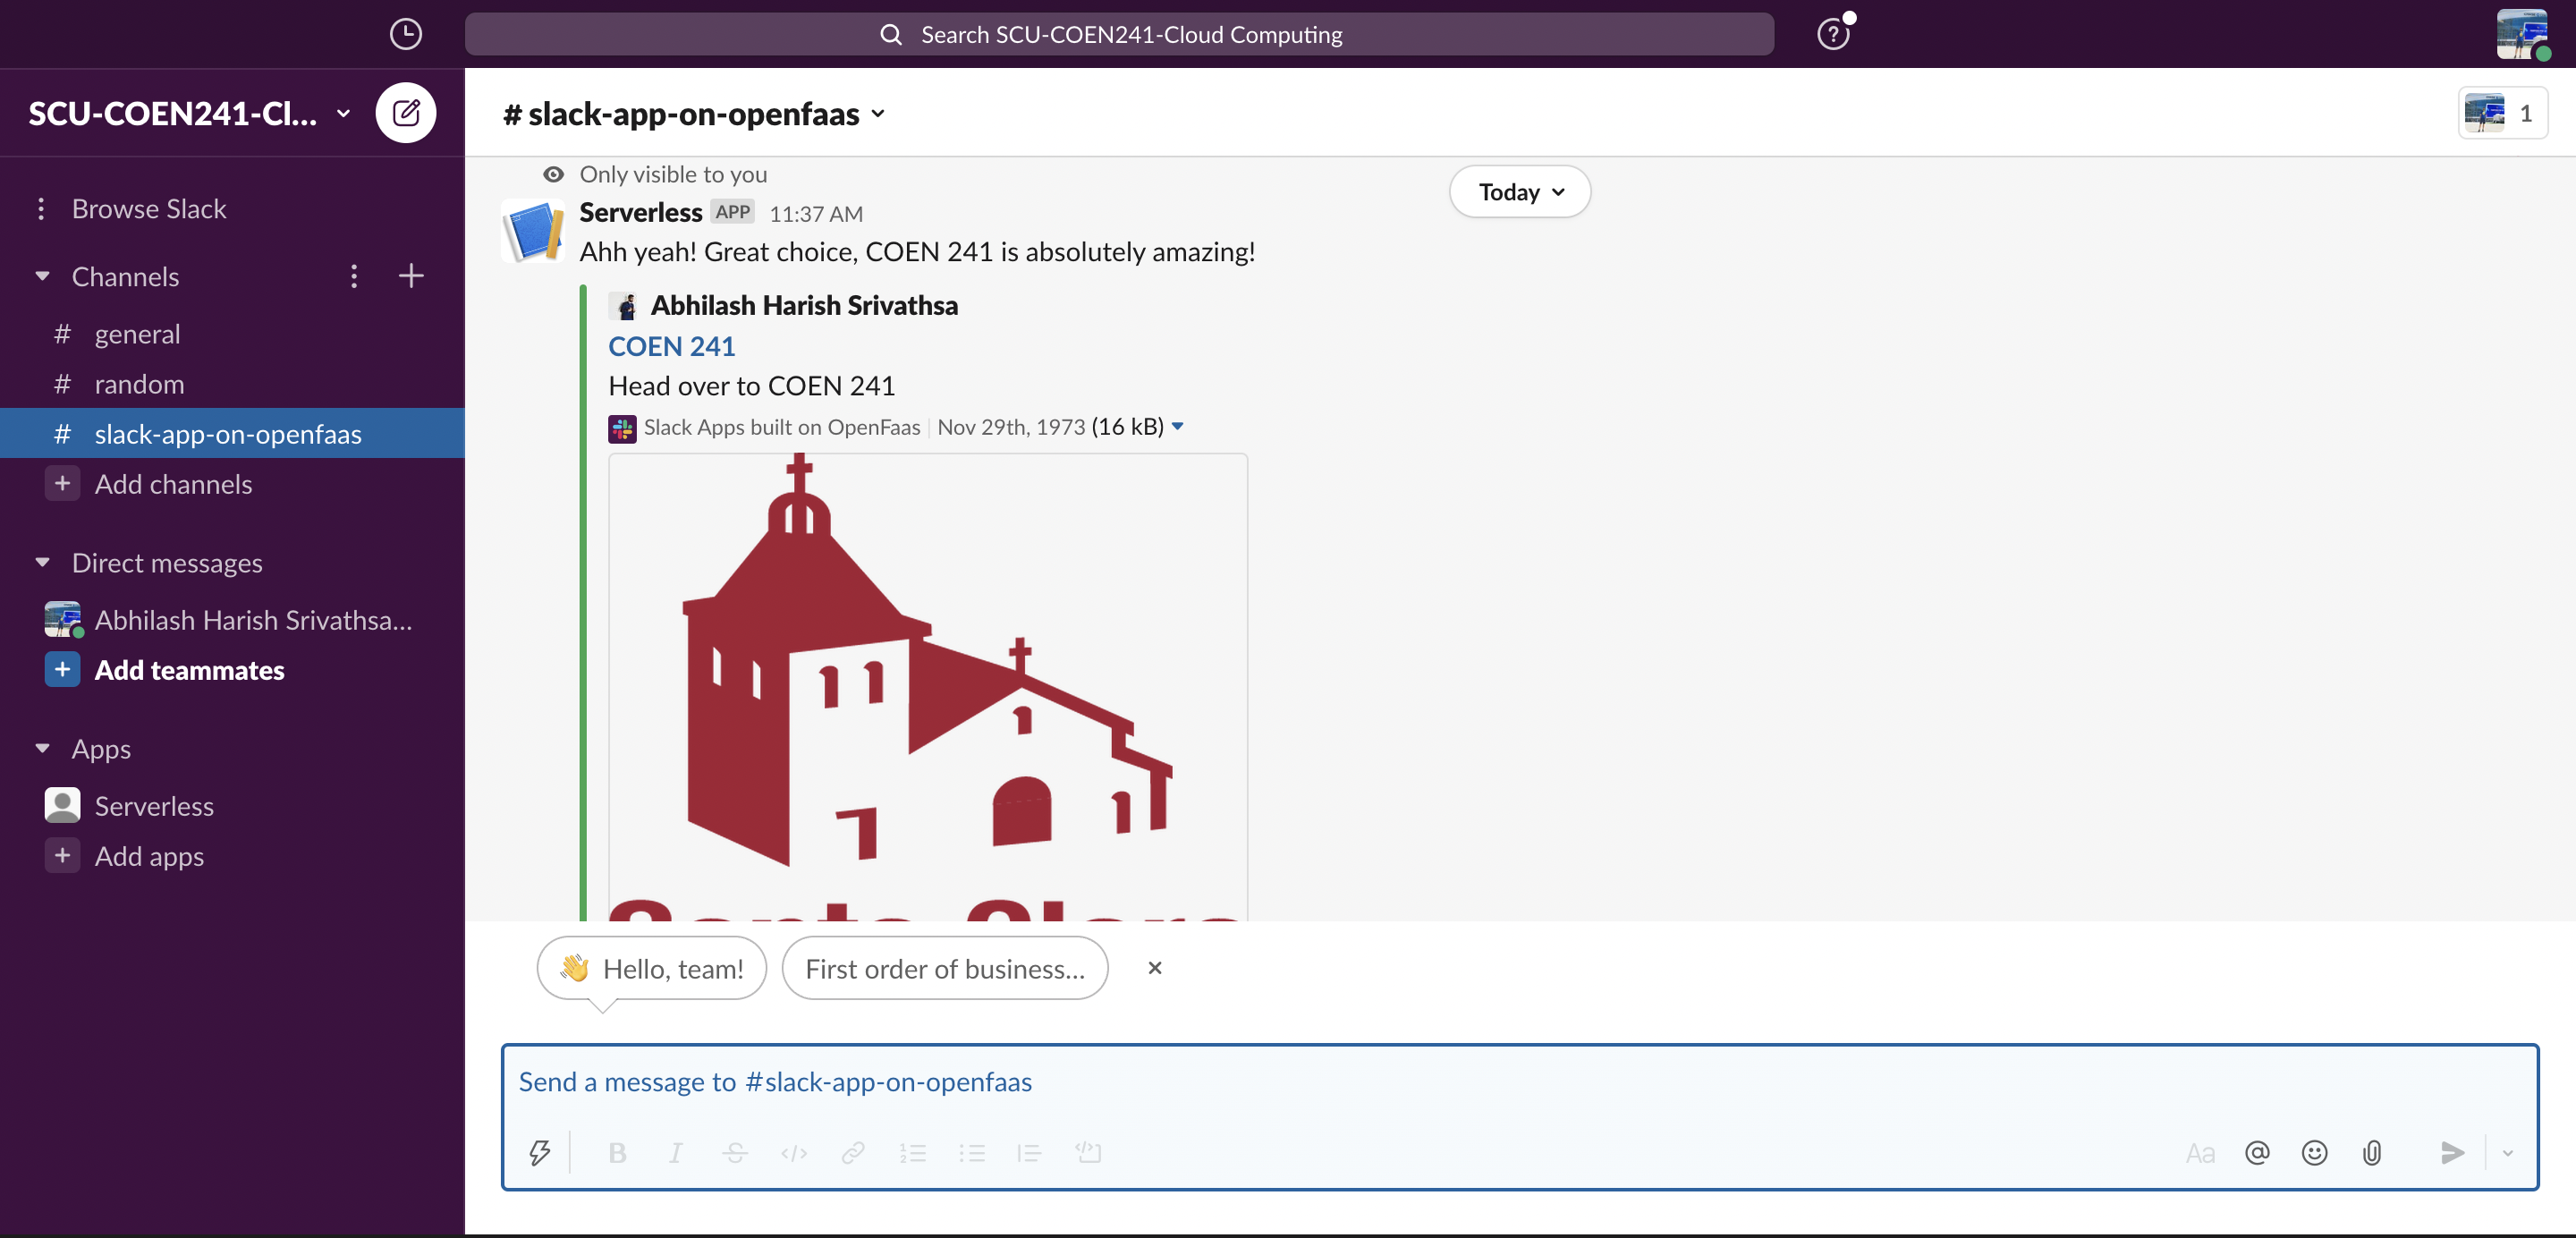 Search SCU-COEN241-Cloud Computing
SCU-COEN241-Cl...
Browse Slack
Channels
# general
# random
# slack-app-on-openfaas
+ Add channels
Direct messages
Abhilash Harish Srivathsa...
+ Add teammates
Apps
Serverless
+ Add apps
# slack-app-on-openfaas
1
Only visible to you
Today
Serverless APP 11:37 AM
Ahh yeah! Great choice, COEN 241 is absolutely amazing!
Abhilash Harish Srivathsa
COEN 241
Head over to COEN 241
Slack Apps built on OpenFaas | Nov 29th, 1973 (16 kB)
👋 Hello, team!
First order of business...
Send a message to #slack-app-on-openfaas
B I S
Aa @